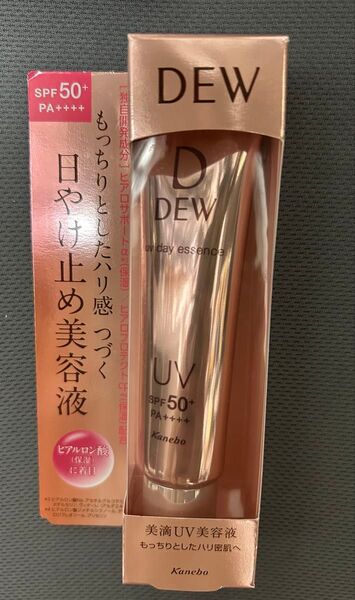 SPF50+
PA++++
もっちりとしたハリ感 つづく
日やけ止め美容液
ヒアルロン酸
(保湿)
に着目
DEW
D
DEW
uv day essence
UV
SPF50+
PA++++
Kanebo
美滴UV美容液
もっちりとしたハリ密肌へ
Kanebo